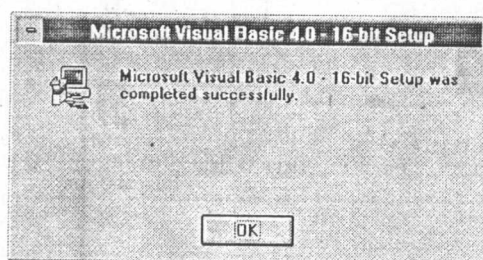 Microsoft Visual Basic 4.0 - 16-bit Setup
Microsoft Visual Basic 4.0 - 16-bit Setup was
completed successfully.
OK